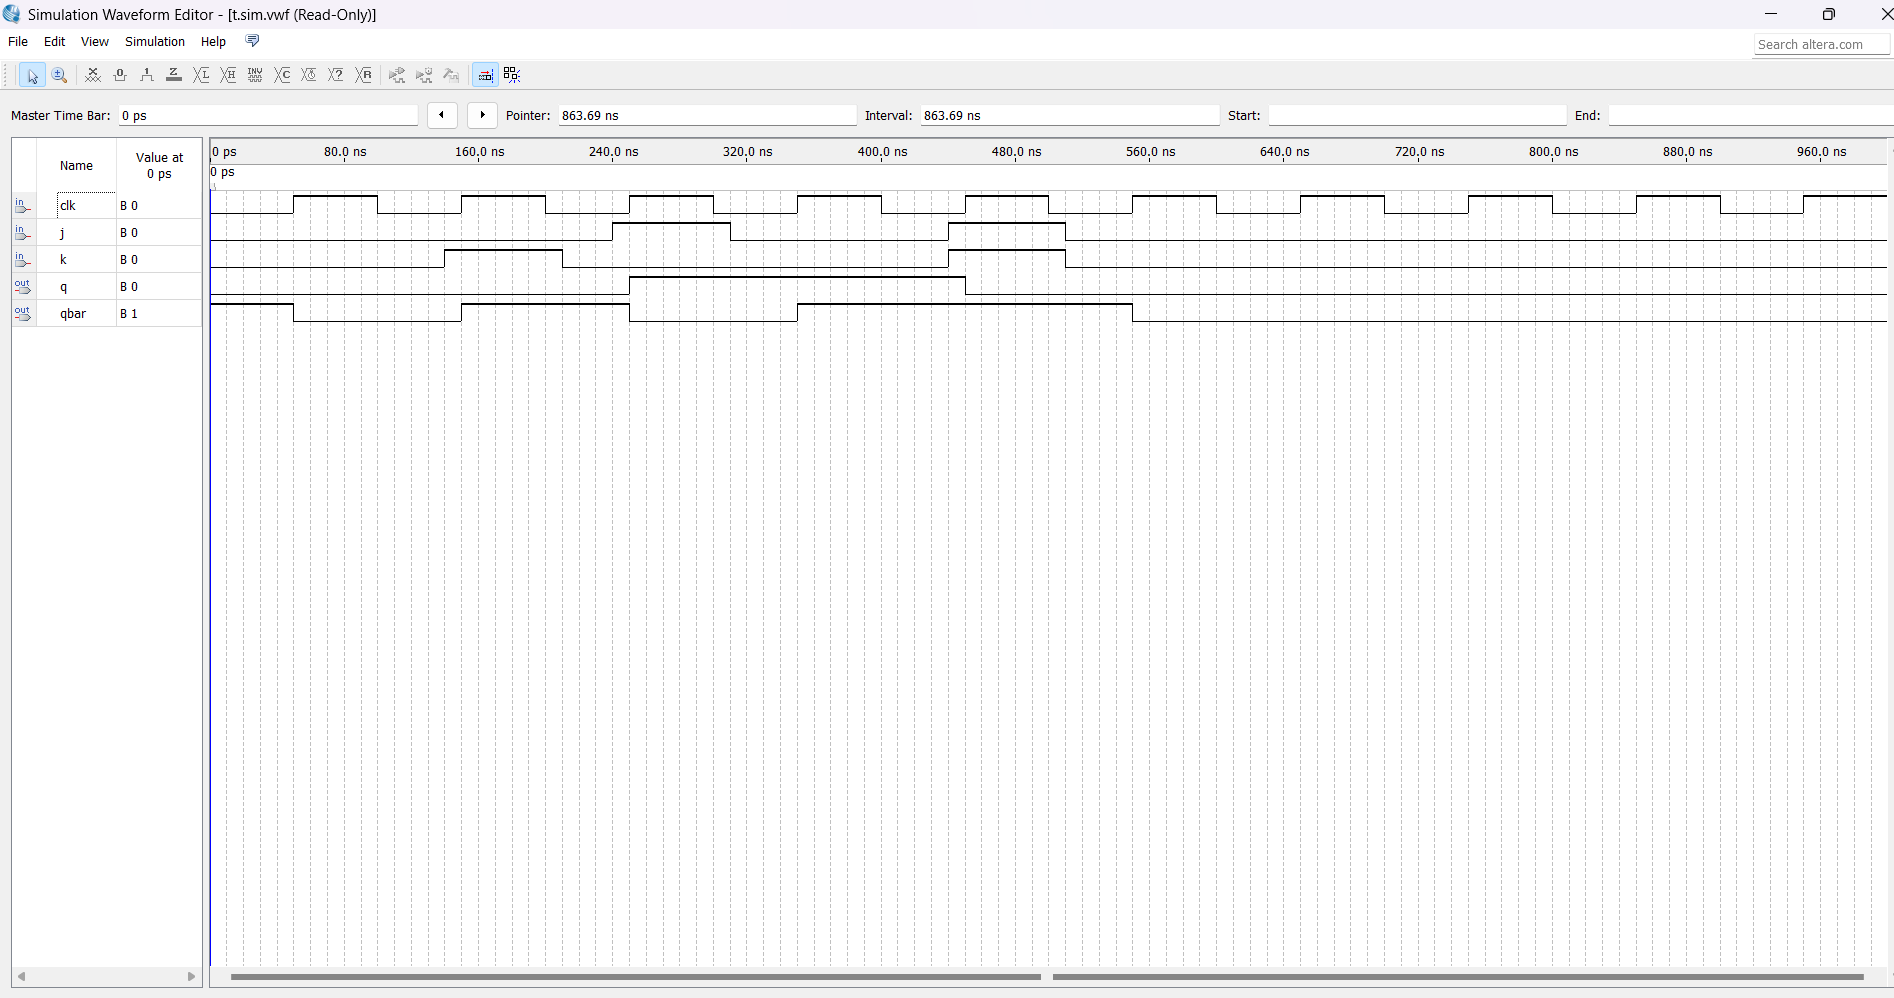 Simulation Waveform Editor - [t.sim.vwf (Read-Only)]
File Edit View Simulation Help
Search altera.com
Master Time Bar: 0 ps Pointer: 863.69 ns Interval: 863.69 ns Start: End:
Name Value at 0 ps
0 ps 80.0 ns 160.0 ns 240.0 ns 320.0 ns 400.0 ns 480.0 ns 560.0 ns 640.0 ns 720.0 ns 800.0 ns 880.0 ns 960.0 ns
0 ps
in clk B 0
in j B 0
in k B 0
out q B 0
out qbar B 1